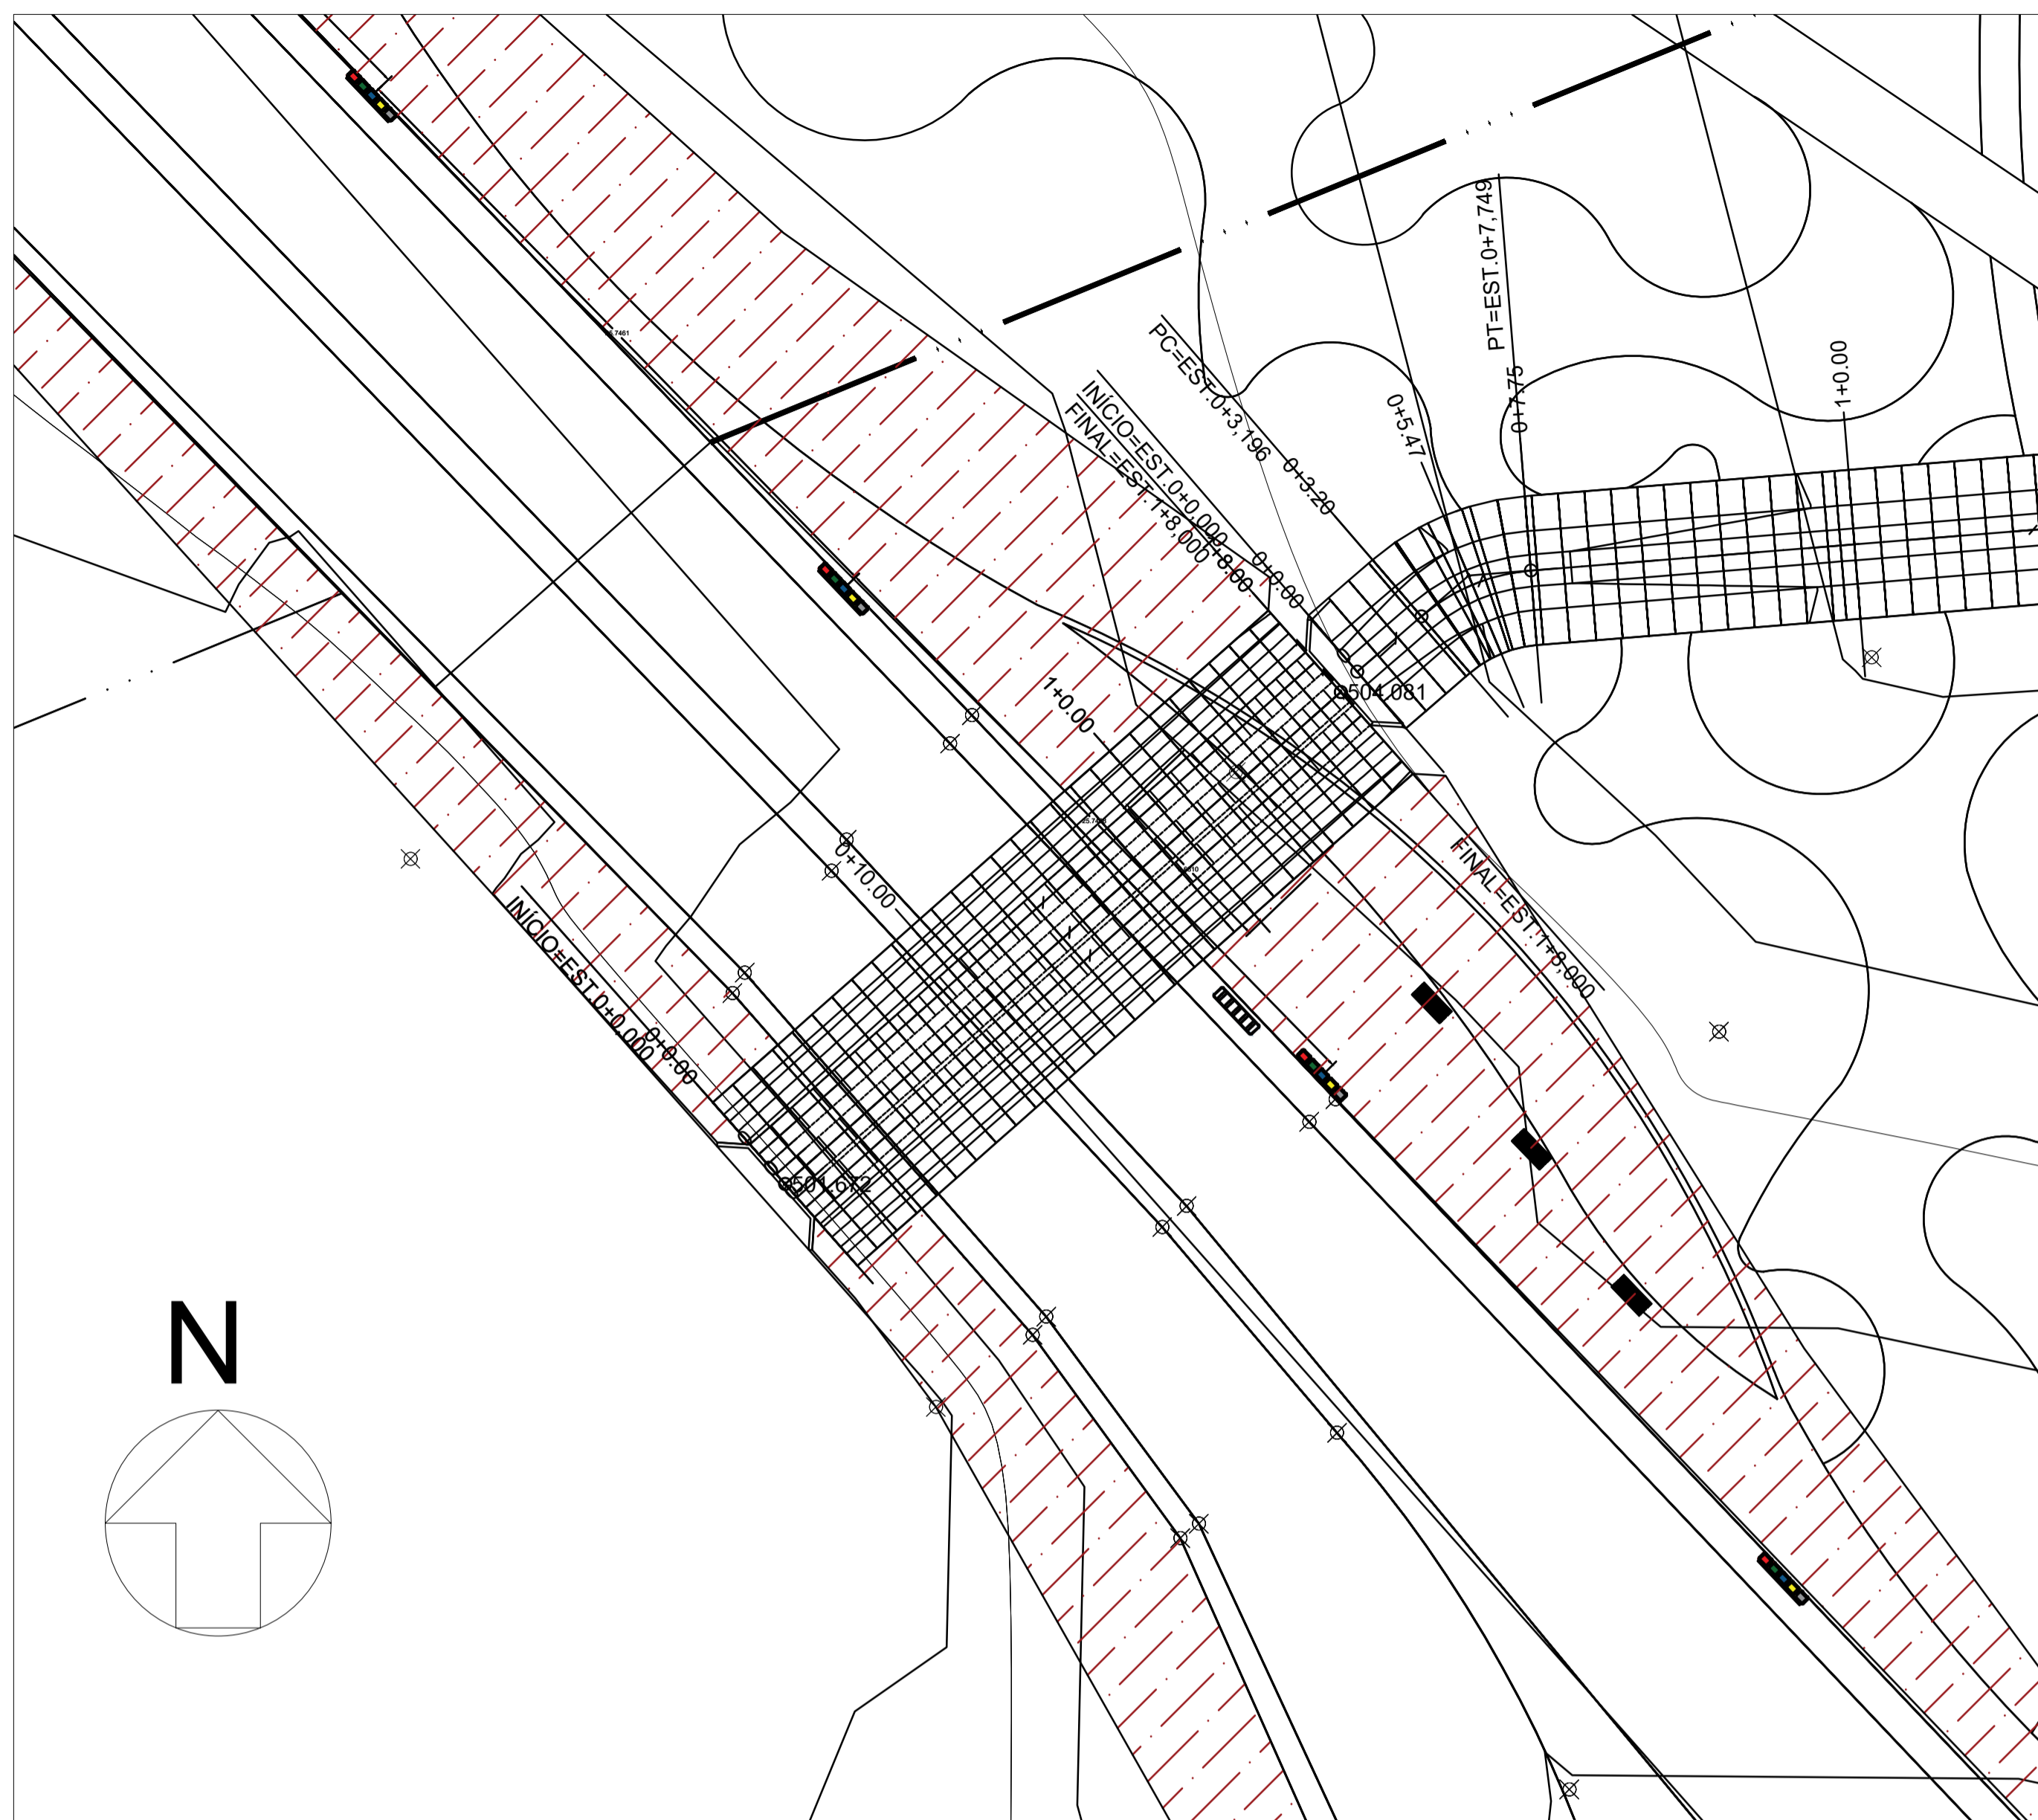 PT=EST.0+7,749
PC=EST.0+3,196
INÍCIO=EST.0+0,000
FINAL=EST.1+8,000
1+8.00
0+0.00
0+3.20
0+5.47
0+7.75
1+0.00
504.081
1+0.00
0+10.00
FINAL=EST.1+8,000
INÍCIO=EST.0+0,000
0+0.00
501.672
N